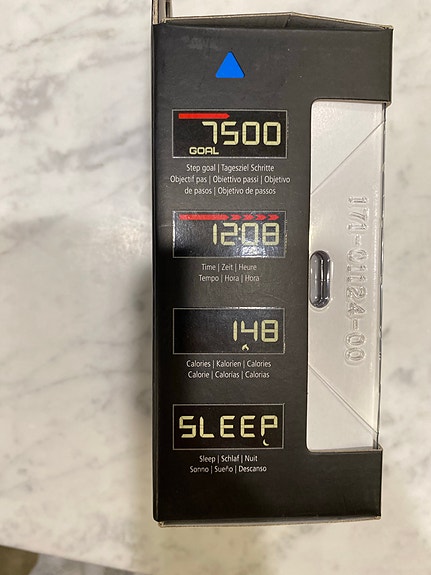 7500
GOAL
Step goal | Tagesziel Schritte
Objectif pas | Obiettivo passi | Objetivo
de pasos | Objetivo de passos
12:08
Time | Zeit | Heure
Tempo | Hora | Hora
148
Calories | Kalorien | Calories
Calorie | Calorías | Calorias
SLEEP
Sleep | Schlaf | Nuit
Sonno | Sueño | Descanso
171-01124-00